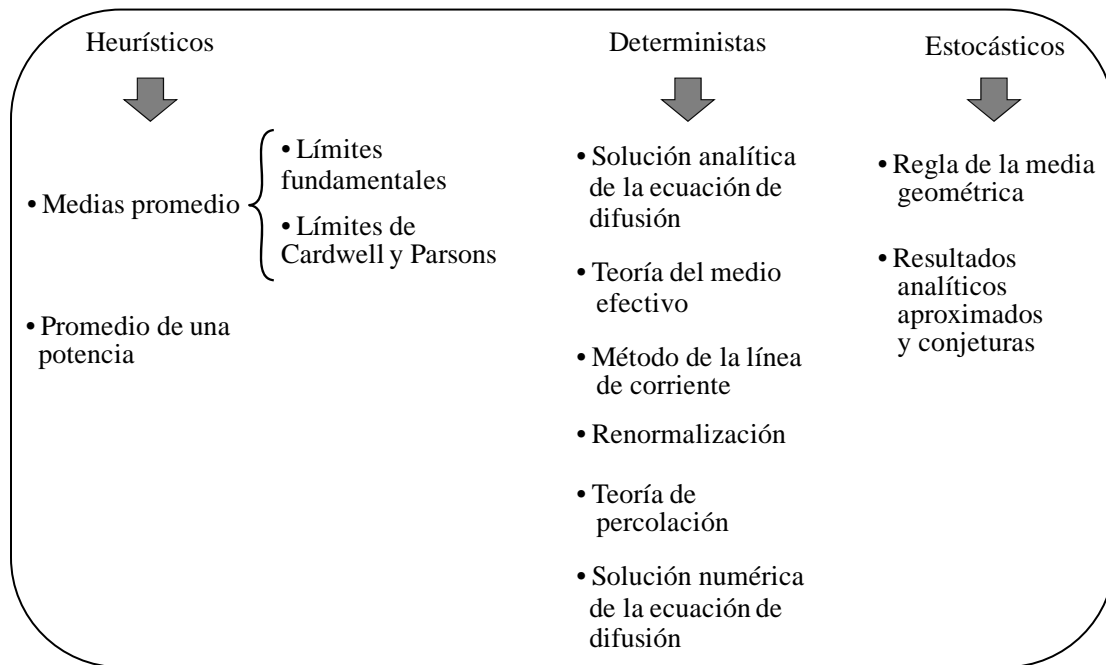 Heurísticos
• Medias promedio
• Límites
fundamentales
• Límites de
Cardwell y Parsons
• Promedio de una
potencia
Deterministas
• Solución analítica
de la ecuación de
difusión
• Teoría del medio
efectivo
• Método de la línea
de corriente
• Renormalización
• Teoría de
percolación
• Solución numérica
de la ecuación de
difusión
Estocásticos
• Regla de la media
geométrica
• Resultados
analíticos
aproximados
y conjeturas